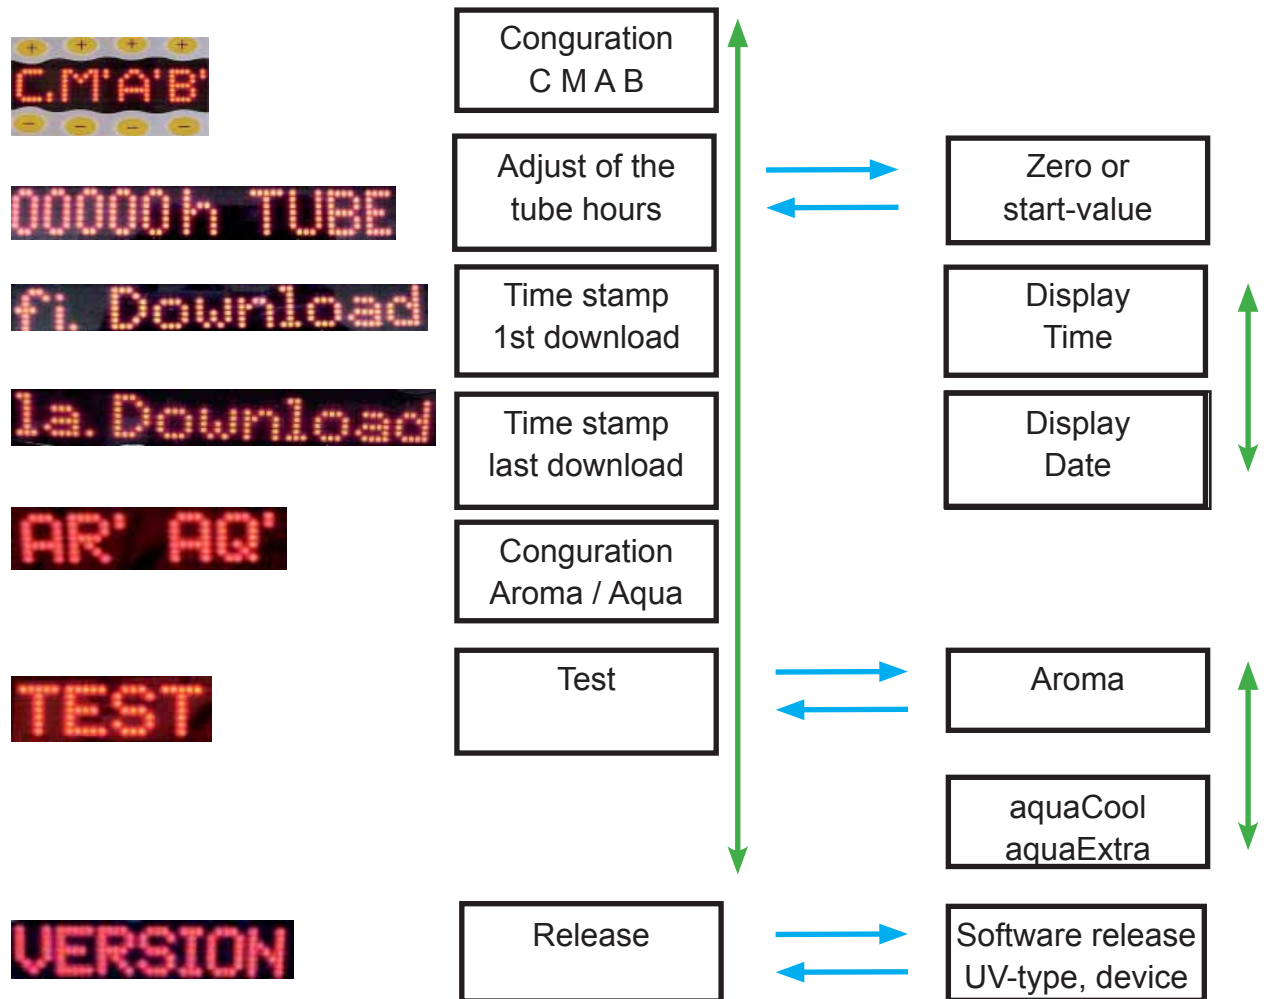 + + + +
C.M'A'B'
- - - -
Conguration
C M A B
00000h TUBE
Adjust of the
tube hours
Zero or
start-value
fi. Download
Time stamp
1st download
Display
Time
la. Download
Time stamp
last download
Display
Date
AR' AQ'
Conguration
Aroma / Aqua
TEST
Test
Aroma
aquaCool
aquaExtra
VERSION
Release
Software release
UV-type, device